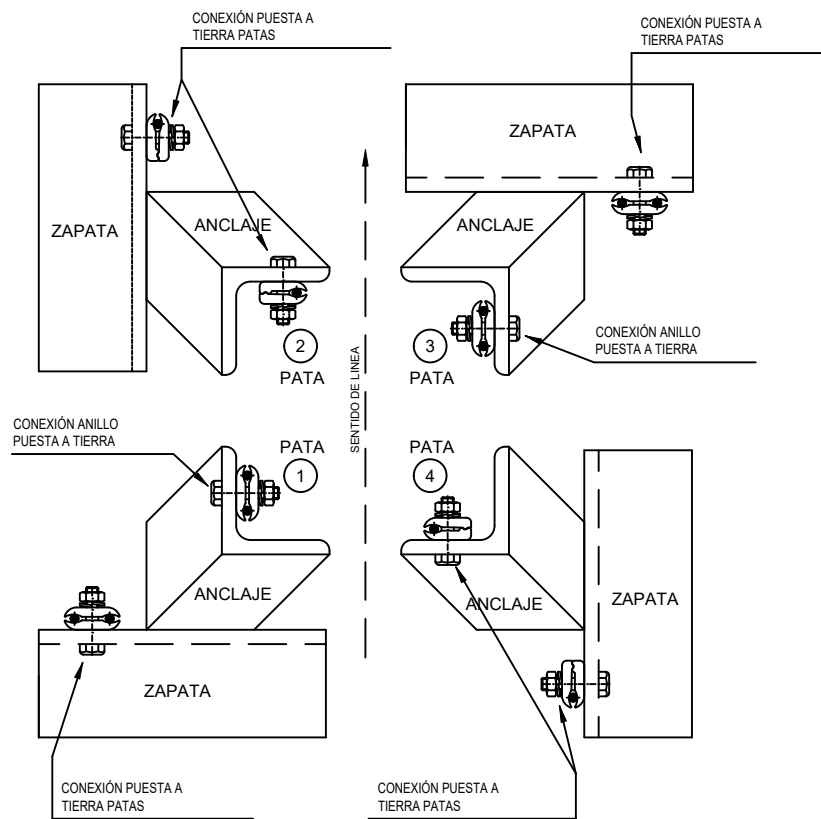 CONEXIÓN PUESTA A
TIERRA PATAS
CONEXIÓN PUESTA A
TIERRA PATAS
ZAPATA
ZAPATA
ANCLAJE
ANCLAJE
2
PATA
3
PATA
CONEXIÓN ANILLO
PUESTA A TIERRA
SENTIDO DE LINEA
CONEXIÓN ANILLO
PUESTA A TIERRA
PATA
1
PATA
4
ANCLAJE
ANCLAJE
ZAPATA
ZAPATA
CONEXIÓN PUESTA A
TIERRA PATAS
CONEXIÓN PUESTA A
TIERRA PATAS